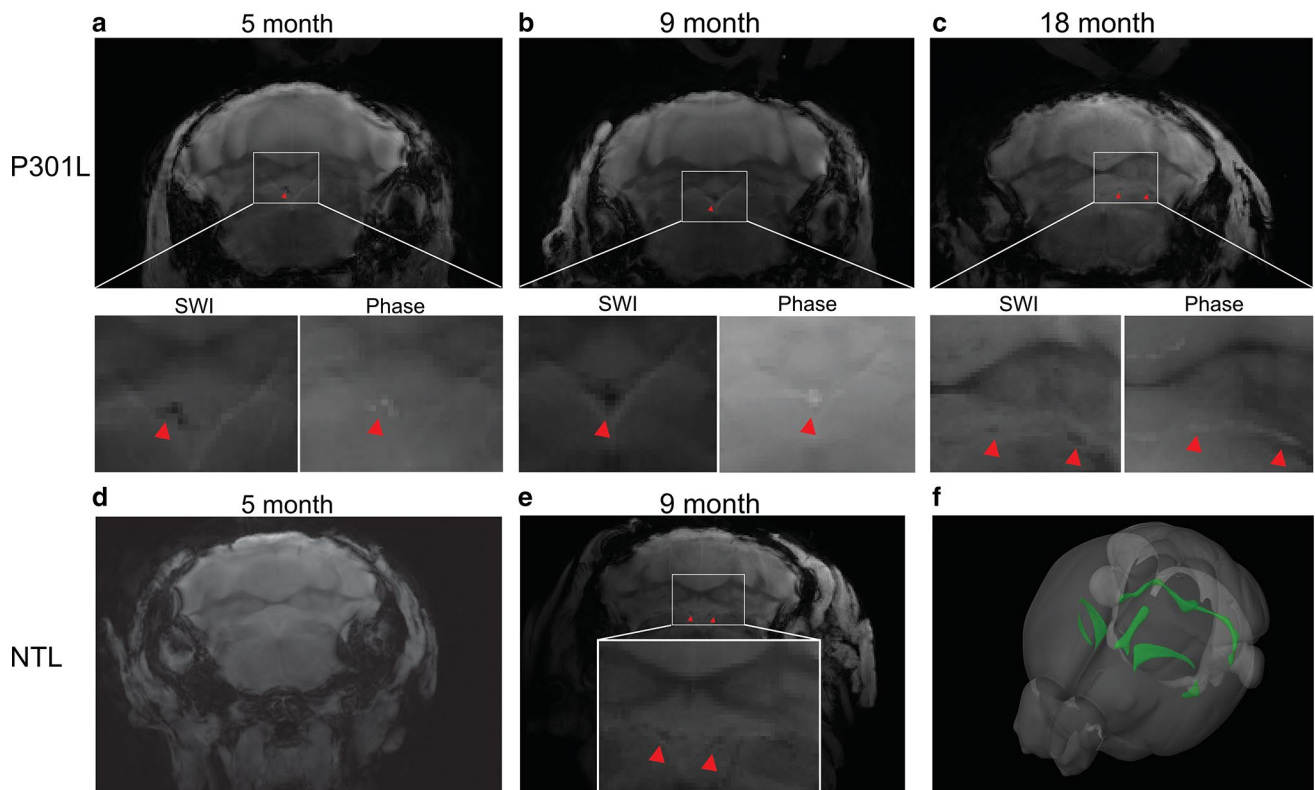 a 5 month b 9 month c 18 month
P301L
SWI Phase SWI Phase SWI Phase
d 5 month e 9 month f
NTL